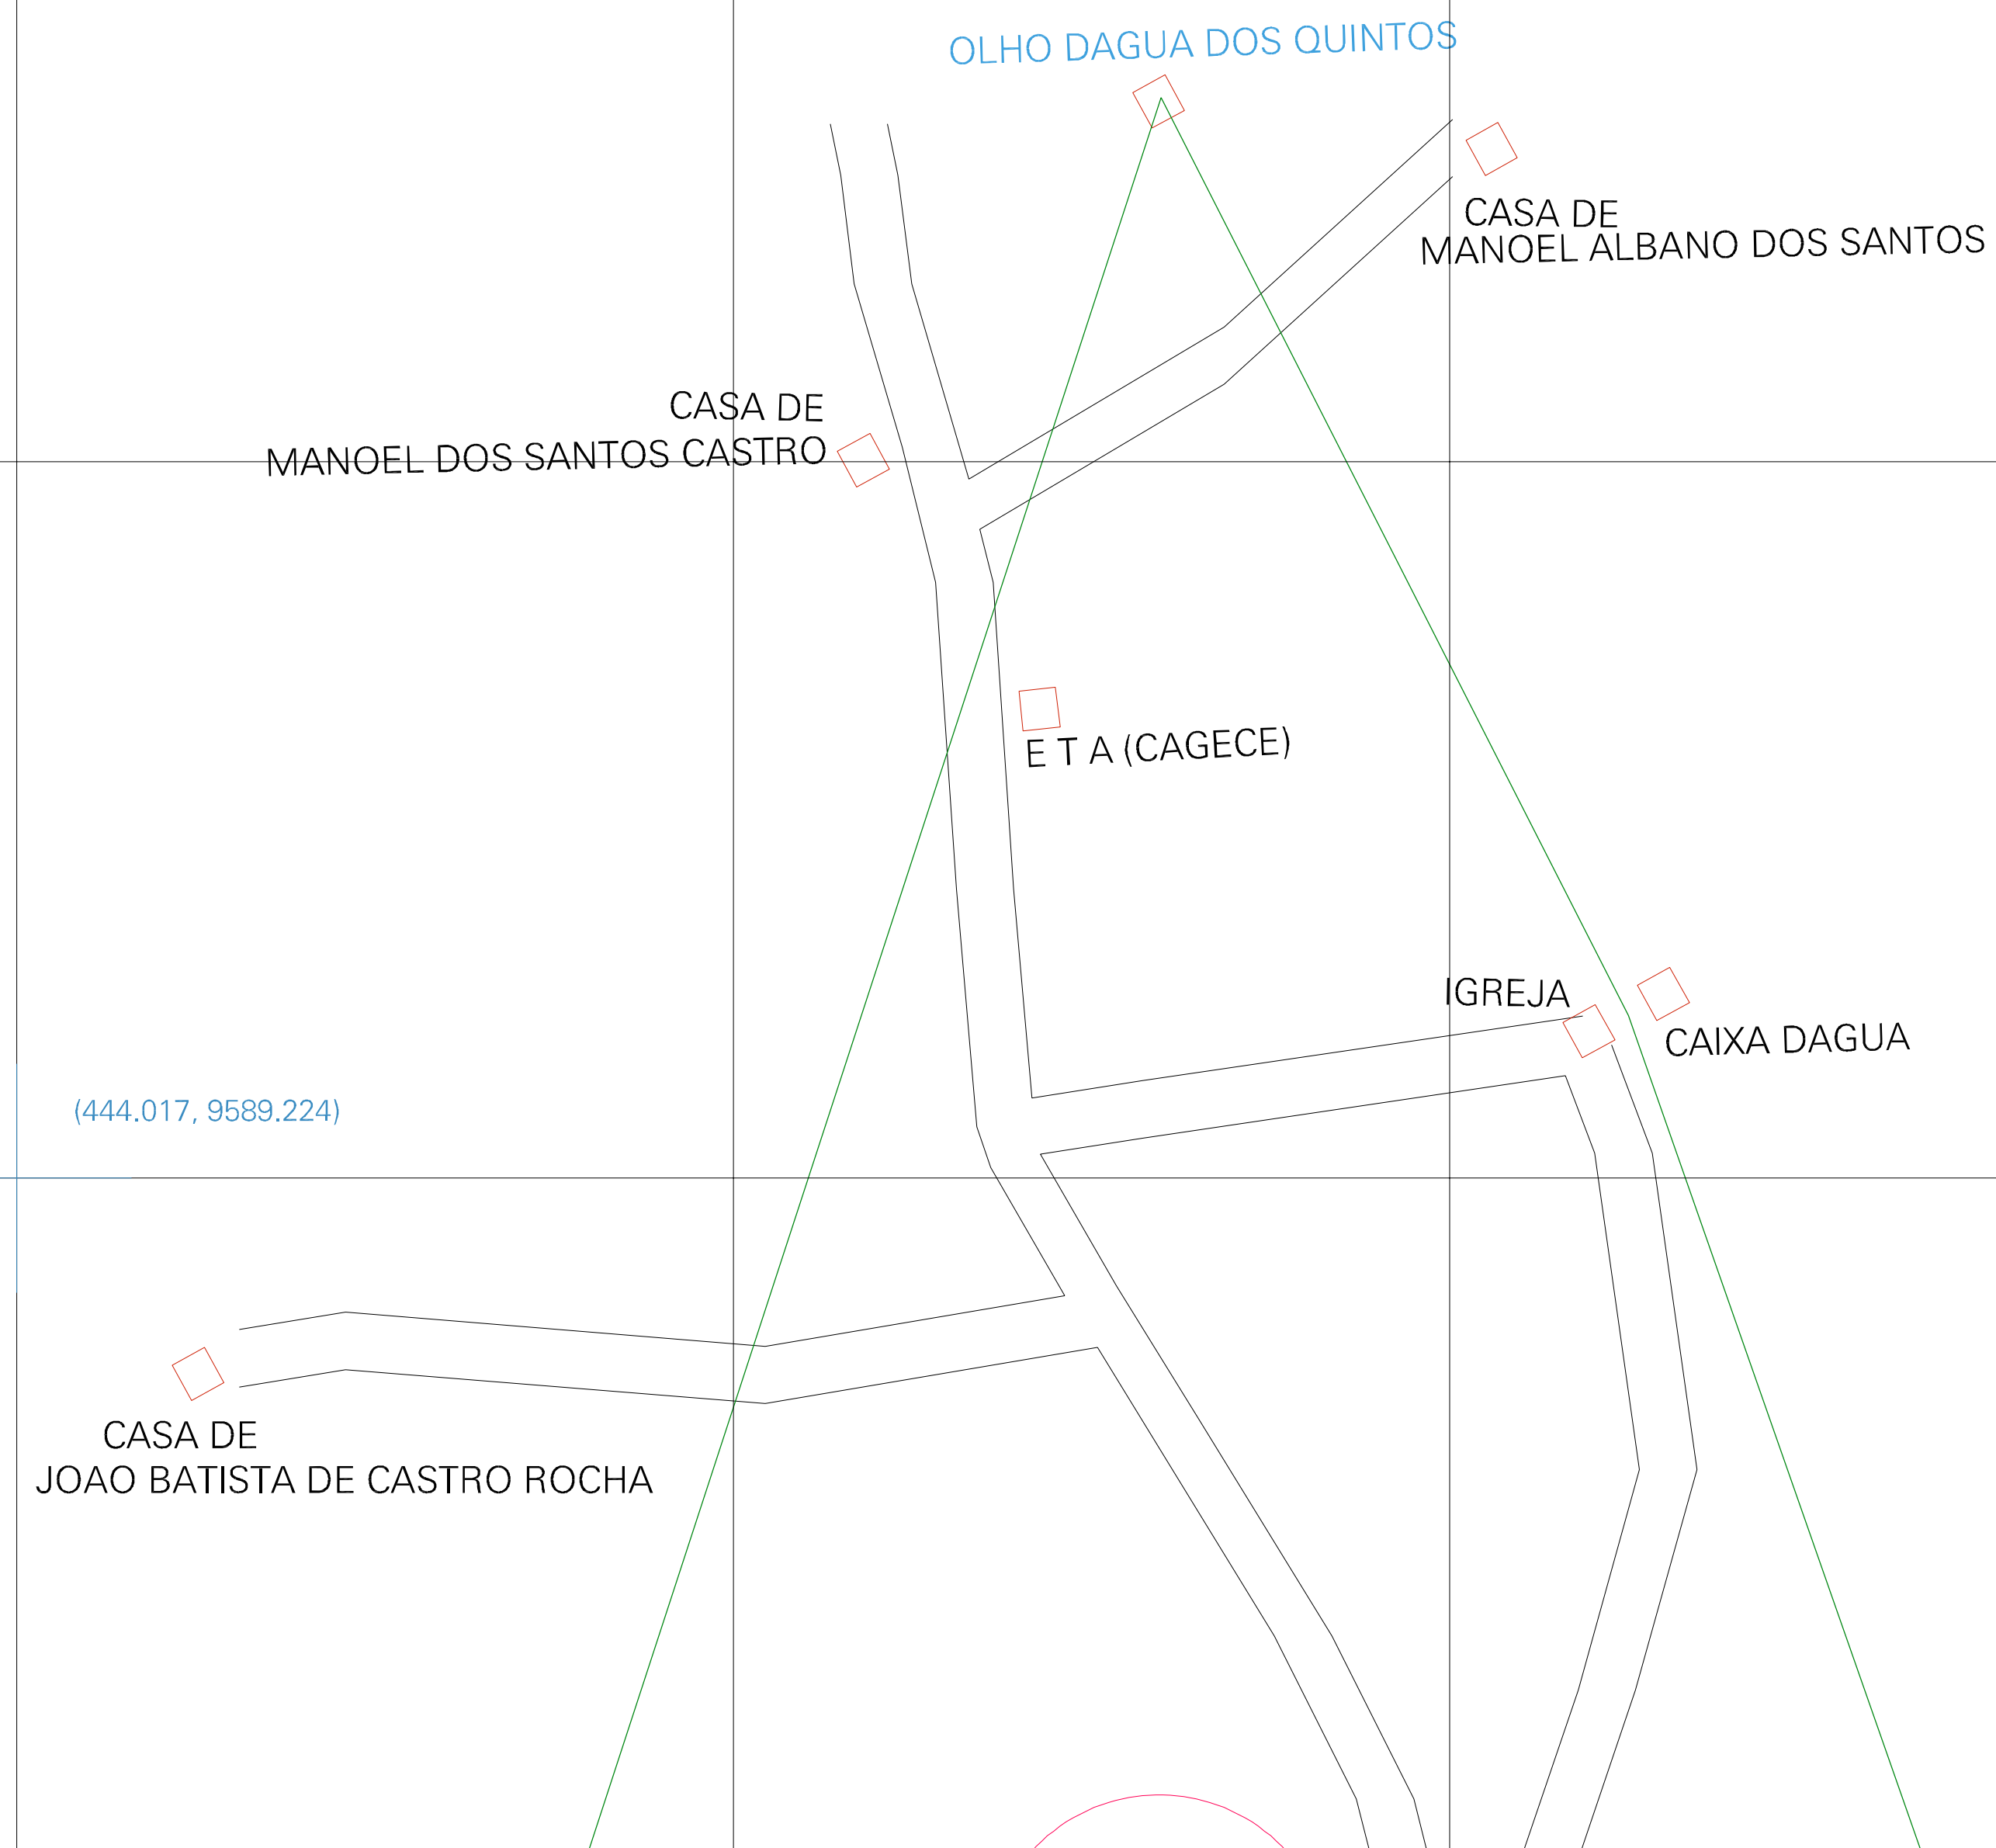 OLHO DAGUA DOS QUINTOS
CASA DE
MANOEL ALBANO DOS SANTOS
CASA DE
MANOEL DOS SANTOS CASTRO
E T A (CAGECE)
IGREJA
CAIXA DAGUA
(444.017, 9589.224)
CASA DE
JOAO BATISTA DE CASTRO ROCHA